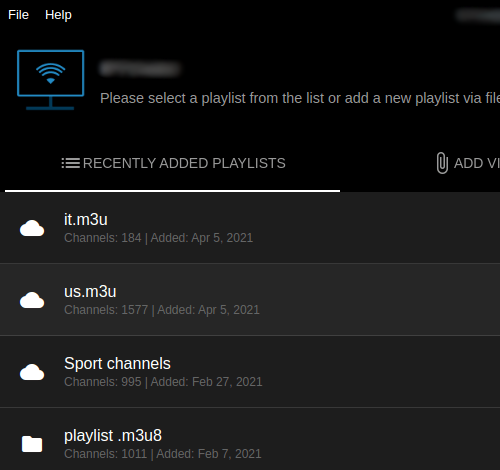 File Help
Please select a playlist from the list or add a new playlist via file
RECENTLY ADDED PLAYLISTS ADD VI
it.m3u
Channels: 184 | Added: Apr 5, 2021
us.m3u
Channels: 1577 | Added: Apr 5, 2021
Sport channels
Channels: 995 | Added: Feb 27, 2021
playlist .m3u8
Channels: 1011 | Added: Feb 7, 2021